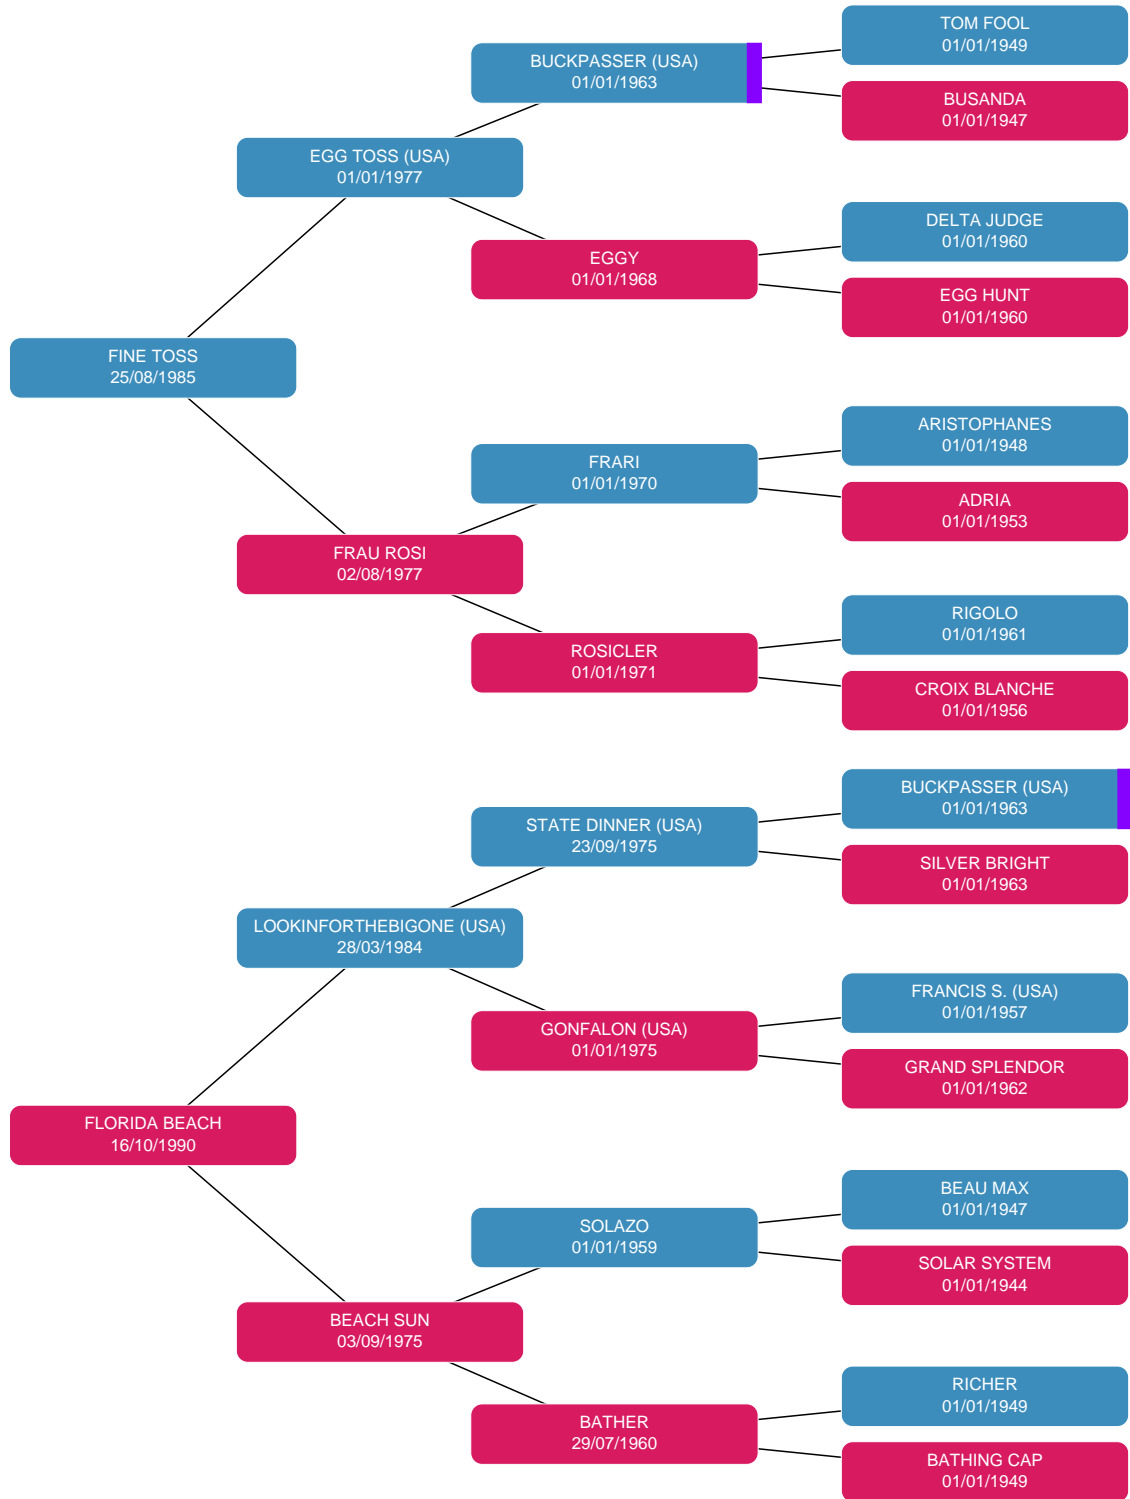 TOM FOOL
01/01/1949
BUCKPASSER (USA)
01/01/1963
BUSANDA
01/01/1947
EGG TOSS (USA)
01/01/1977
DELTA JUDGE
01/01/1960
EGGY
01/01/1968
EGG HUNT
01/01/1960
FINE TOSS
25/08/1985
ARISTOPHANES
01/01/1948
FRARI
01/01/1970
ADRIA
01/01/1953
FRAU ROSI
02/08/1977
RIGOLO
01/01/1961
ROSICLER
01/01/1971
CROIX BLANCHE
01/01/1956
BUCKPASSER (USA)
01/01/1963
STATE DINNER (USA)
23/09/1975
SILVER BRIGHT
01/01/1963
LOOKINFORTHEBIGONE (USA)
28/03/1984
FRANCIS S. (USA)
01/01/1957
GONFALON (USA)
01/01/1975
GRAND SPLENDOR
01/01/1962
FLORIDA BEACH
16/10/1990
BEAU MAX
01/01/1947
SOLAZO
01/01/1959
SOLAR SYSTEM
01/01/1944
BEACH SUN
03/09/1975
RICHER
01/01/1949
BATHER
29/07/1960
BATHING CAP
01/01/1949